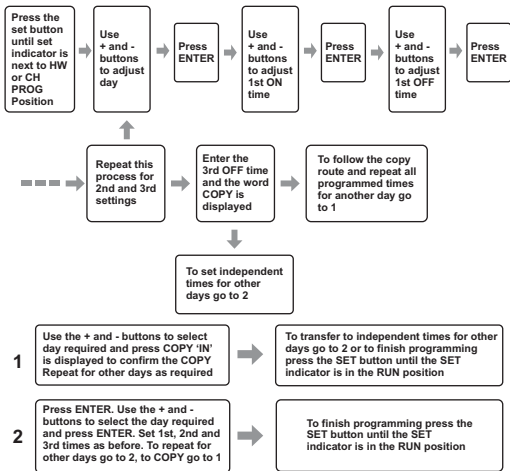 Press the
set button
until set
indicator is
next to HW
or CH
PROG
Position
Use
+ and -
buttons
to adjust
day
Press
ENTER
Use
+ and -
buttons
to adjust
1st ON
time
Press
ENTER
Use
+ and -
buttons
to adjust
1st OFF
time
Press
ENTER
Repeat this
process for
2nd and 3rd
settings
Enter the
3rd OFF time
and the word
COPY is
displayed
To follow the copy
route and repeat all
programmed times
for another day go
to 1
To set independent
times for other
days go to 2
1
Use the + and - buttons to select
day required and press COPY ‘IN’
is displayed to confirm the COPY
Repeat for other days as required
To transfer to independent times for other
days go to 2 or to finish programming
press the SET button until the SET
indicator is in the RUN position
2
Press ENTER. Use the + and -
buttons to select the day required
and press ENTER. Set 1st, 2nd and
3rd times as before. To repeat for
other days go to 2, to COPY go to 1
To finish programming press the
SET button until the SET
indicator is in the RUN position